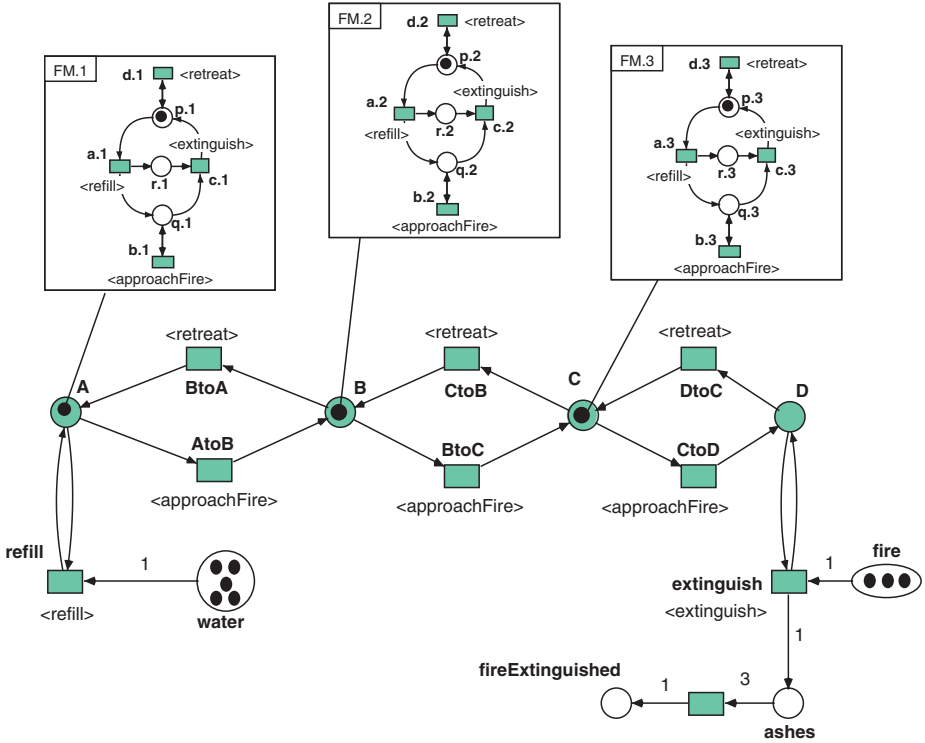 FM.1
d.1 <retreat>
p.1
<extinguish>
a.1
r.1
c.1
<refill>
q.1
b.1
<approachFire>
FM.2
d.2 <retreat>
p.2
<extinguish>
a.2
r.2
c.2
<refill>
q.2
b.2
<approachFire>
FM.3
d.3 <retreat>
p.3
<extinguish>
a.3
r.3
c.3
<refill>
q.3
b.3
<approachFire>
<retreat>
BtoA
<retreat>
CtoB
<retreat>
DtoC
A
B
C
D
AtoB
<approachFire>
BtoC
<approachFire>
CtoD
<approachFire>
refill
1
<refill>
water
extinguish
<extinguish>
1
fire
1
fireExtinguished
1
3
ashes